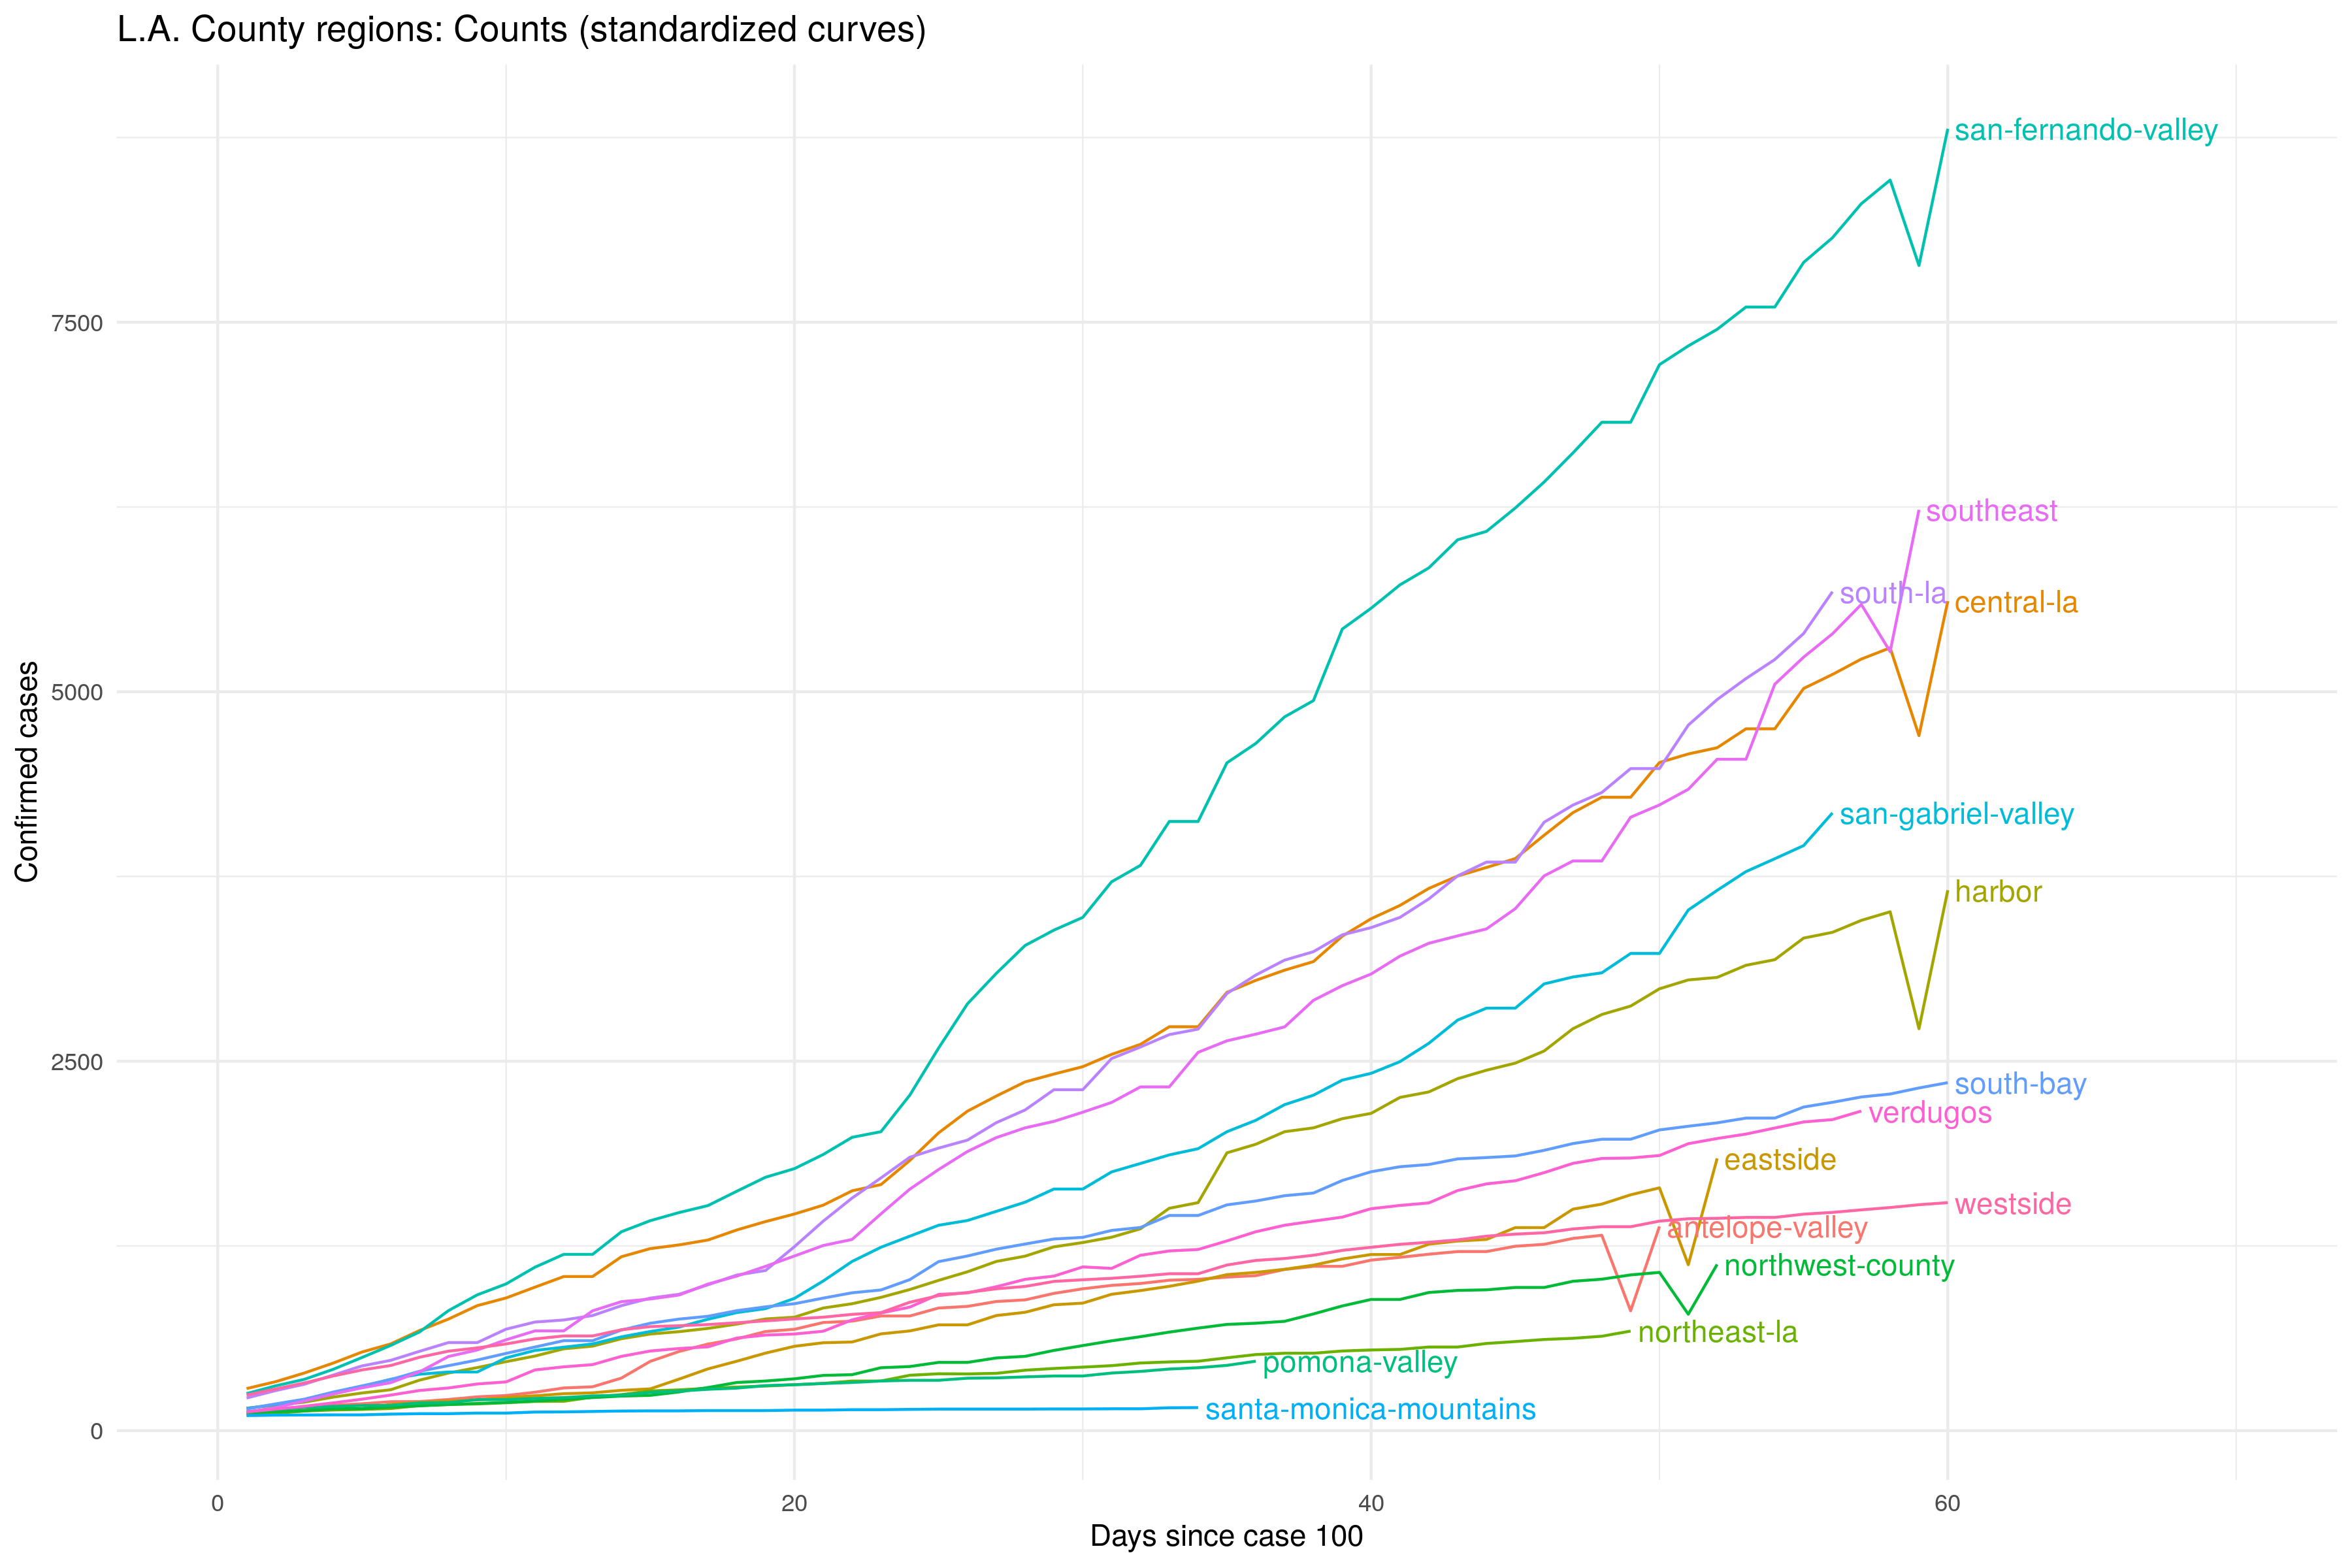 L.A. County regions: Counts (standardized curves)
san-fernando-valley
7500
southeast
south-la
central-la
5000
Confirmed cases
san-gabriel-valley
harbor
2500
south-bay
verdugos
eastside
westside
antelope-valley
northwest-county
northeast-la
pomona-valley
santa-monica-mountains
0
0 20 40 60
Days since case 100